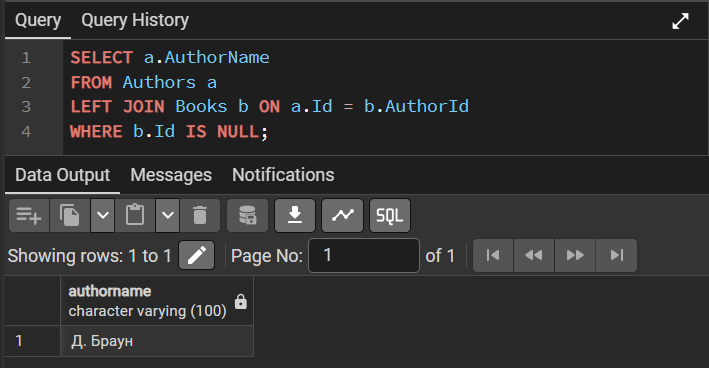 Query Query History
1 SELECT a.AuthorName
2 FROM Authors a
3 LEFT JOIN Books b ON a.Id = b.AuthorId
4 WHERE b.Id IS NULL;
Data Output Messages Notifications
SQL
Showing rows: 1 to 1 Page No: 1 of 1
authorname
character varying (100)
1 Д. Браун